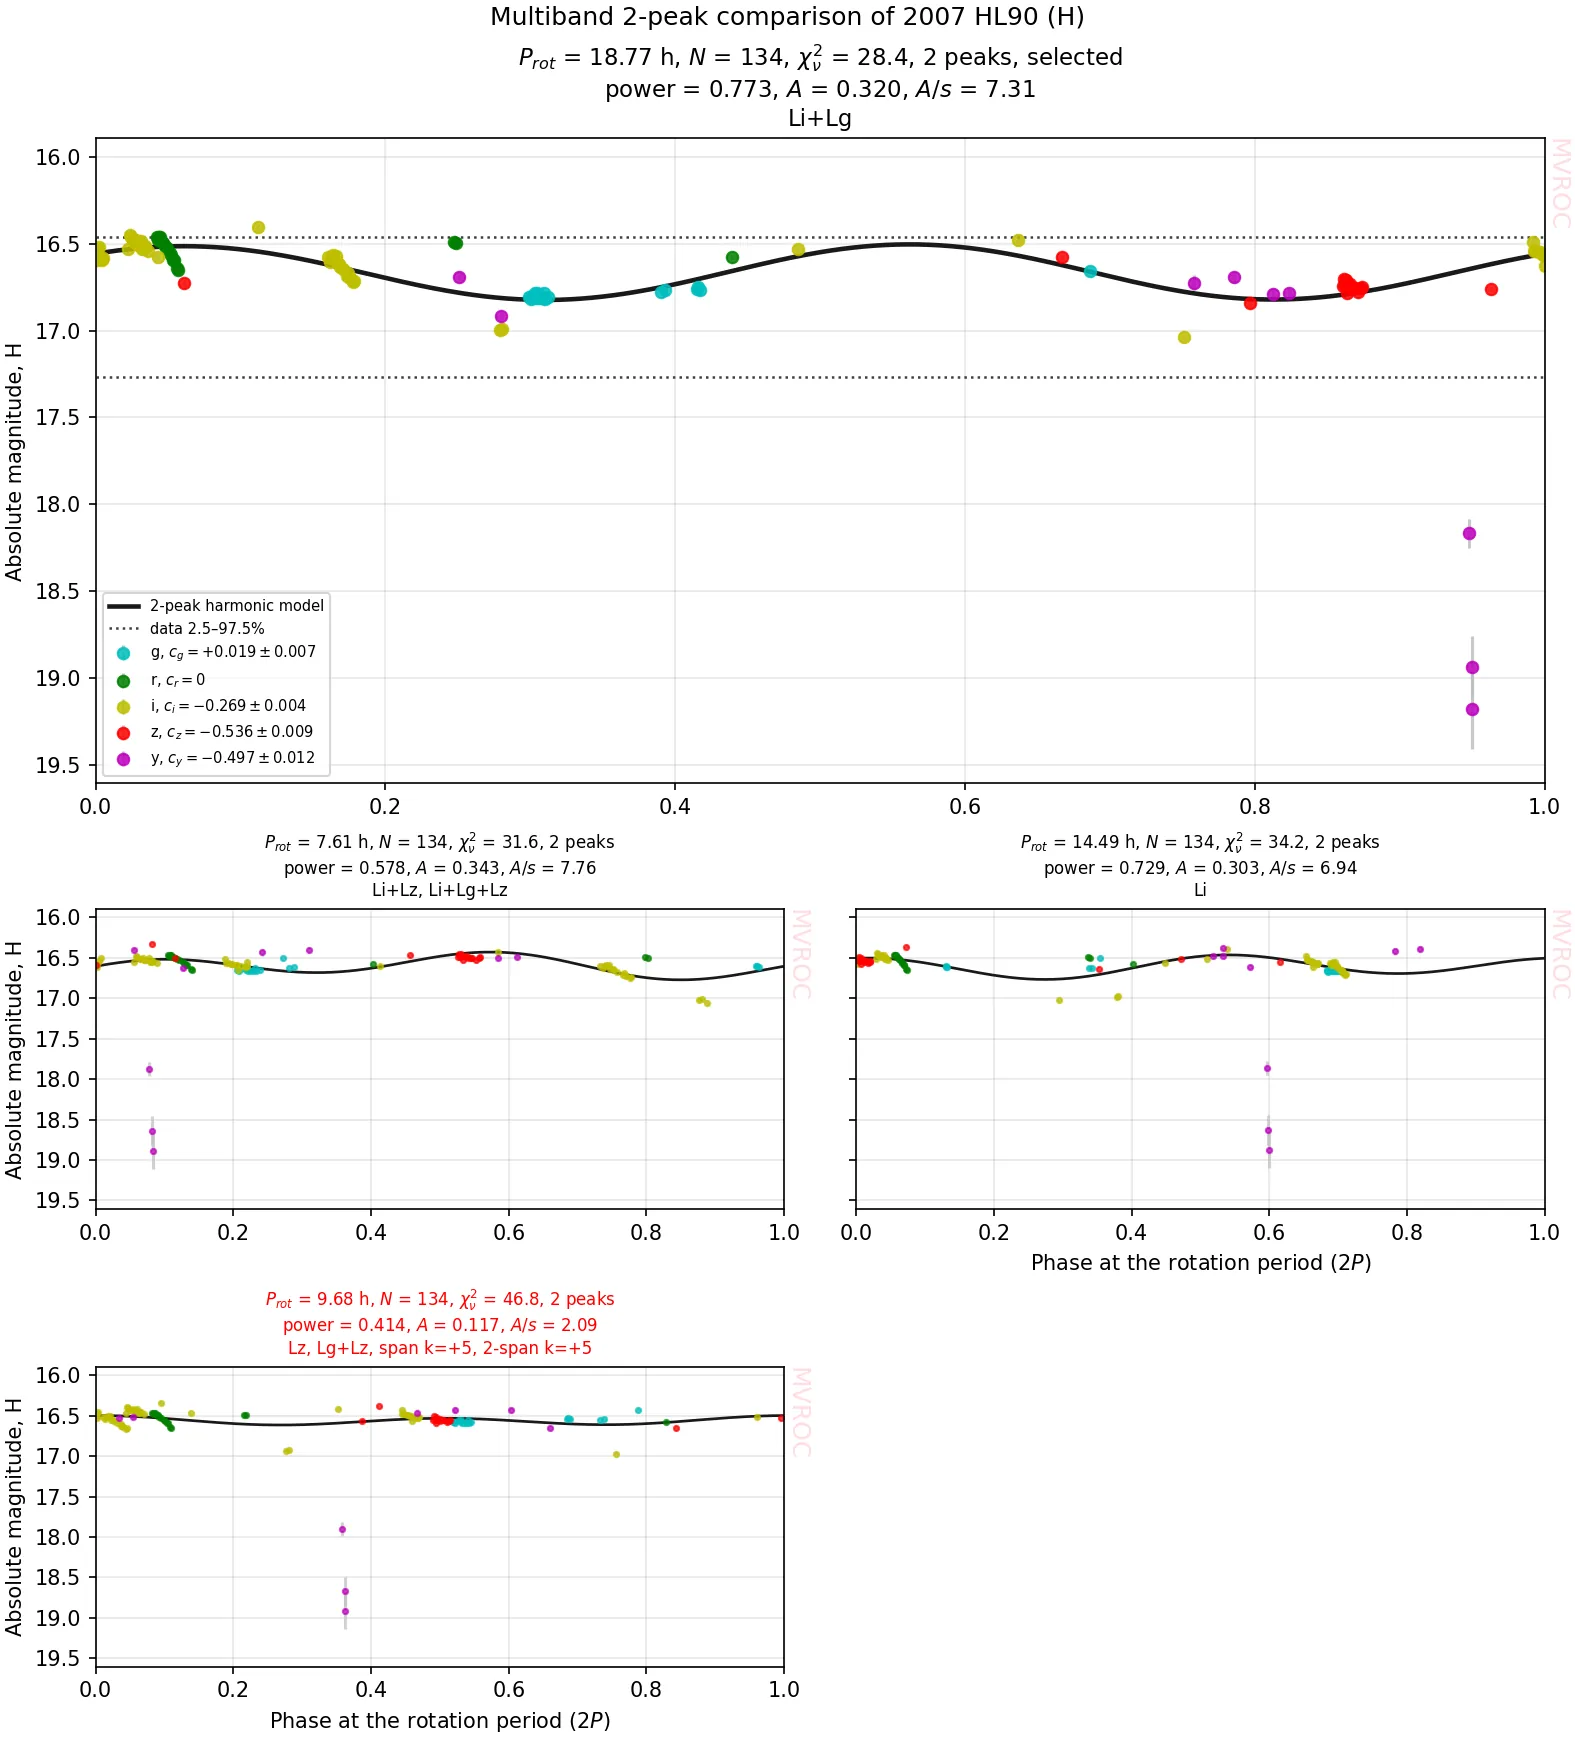 Multiband 2-peak comparison of 2007 HL90 (H)
P_rot = 18.77 h, N = 134, χ²_ν = 28.4, 2 peaks, selected
power = 0.773, A = 0.320, A/s = 7.31
Li+Lg
MVROC
Absolute magnitude, H
16.0
16.5
17.0
17.5
18.0
18.5
19.0
19.5
2-peak harmonic model
data 2.5–97.5%
g, c_g = +0.019 ± 0.007
r, c_r = 0
i, c_i = −0.269 ± 0.004
z, c_z = −0.536 ± 0.009
y, c_y = −0.497 ± 0.012
0.0 0.2 0.4 0.6 0.8 1.0
P_rot = 7.61 h, N = 134, χ²_ν = 31.6, 2 peaks
power = 0.578, A = 0.343, A/s = 7.76
Li+Lz, Li+Lg+Lz
MVROC
Absolute magnitude, H
16.0
16.5
17.0
17.5
18.0
18.5
19.0
19.5
0.0 0.2 0.4 0.6 0.8 1.0
P_rot = 14.49 h, N = 134, χ²_ν = 34.2, 2 peaks
power = 0.729, A = 0.303, A/s = 6.94
Li
MVROC
0.0 0.2 0.4 0.6 0.8 1.0
Phase at the rotation period (2P)
P_rot = 9.68 h, N = 134, χ²_ν = 46.8, 2 peaks
power = 0.414, A = 0.117, A/s = 2.09
Lz, Lg+Lz, span k=+5, 2-span k=+5
MVROC
Absolute magnitude, H
16.0
16.5
17.0
17.5
18.0
18.5
19.0
19.5
0.0 0.2 0.4 0.6 0.8 1.0
Phase at the rotation period (2P)